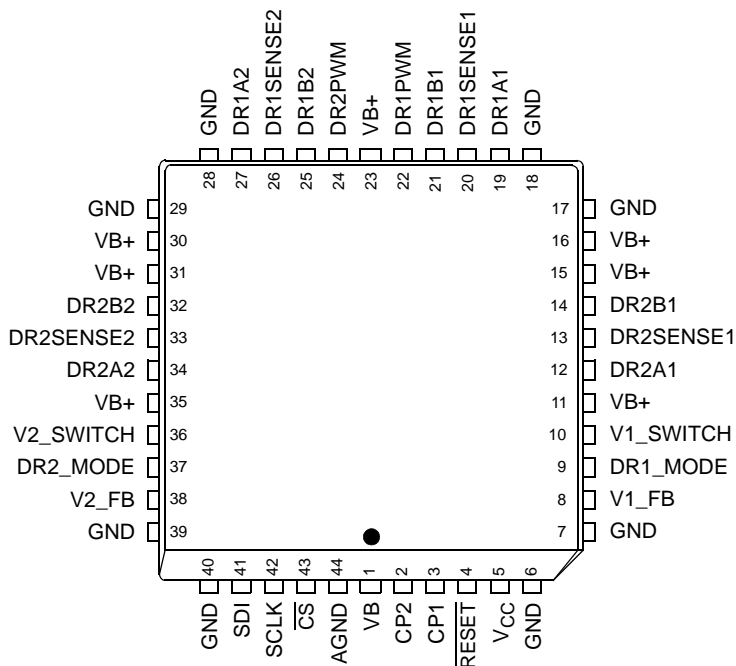 GND DR1A2 DR1SENSE2 DR1B2 DR2PWM VB+ DR1PWM DR1B1 DR1SENSE1 DR1A1 GND
28 27 26 25 24 23 22 21 20 19 18
GND 29 17 GND
VB+ 30 16 VB+
VB+ 31 15 VB+
DR2B2 32 14 DR2B1
DR2SENSE2 33 13 DR2SENSE1
DR2A2 34 12 DR2A1
VB+ 35 11 VB+
V2_SWITCH 36 10 V1_SWITCH
DR2_MODE 37 9 DR1_MODE
V2_FB 38 8 V1_FB
GND 39 7 GND
40 41 42 43 44 1 2 3 4 5 6
GND SDI SCLK CS AGND VB CP2 CP1 RESET VCC GND